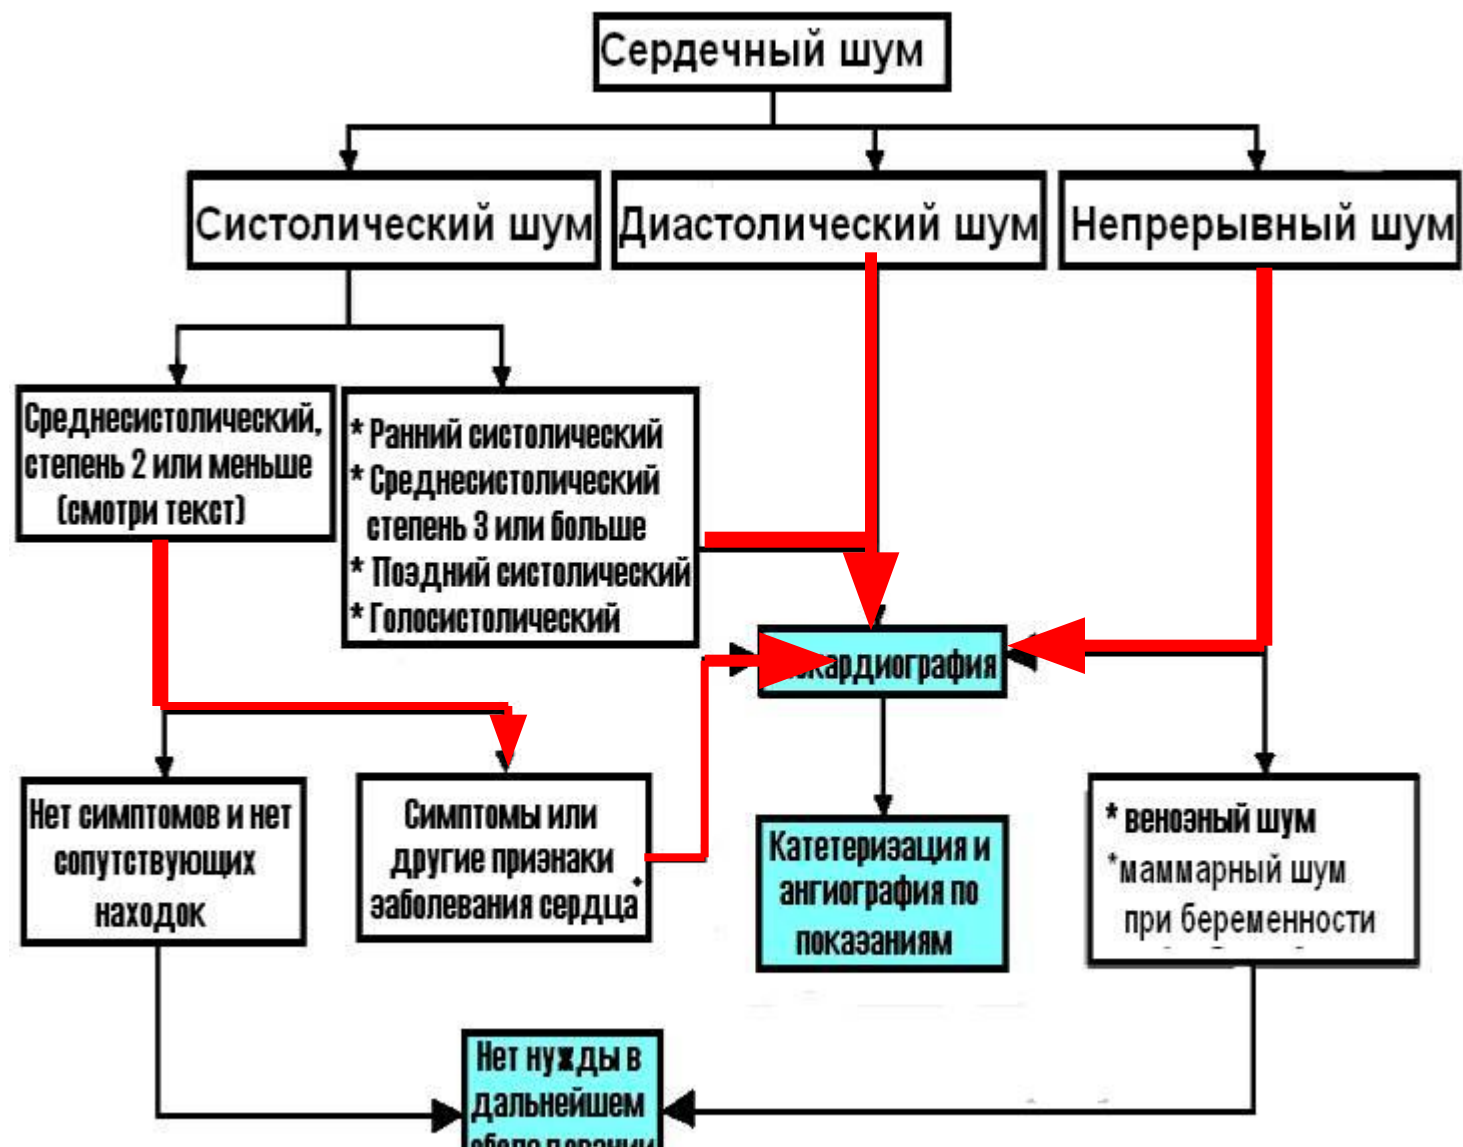 Сердечный шум
Систолический шум
Диастолический шум
Непрерывный шум
Среднесистолический,
степень 2 или меньше
(смотри текст)
* Ранний систолический
* Среднесистолический
степень 3 или больше
* Поздний систолический
* Голосистолический
кардиография
Нет симптомов и нет
сопутствующих
находок
Симптомы или
другие признаки
заболевания сердца
Катетеризация и
ангиография по
показаниям
* венозный шум
*маммарный шум
при беременности
Нет нужды в
дальнейшем